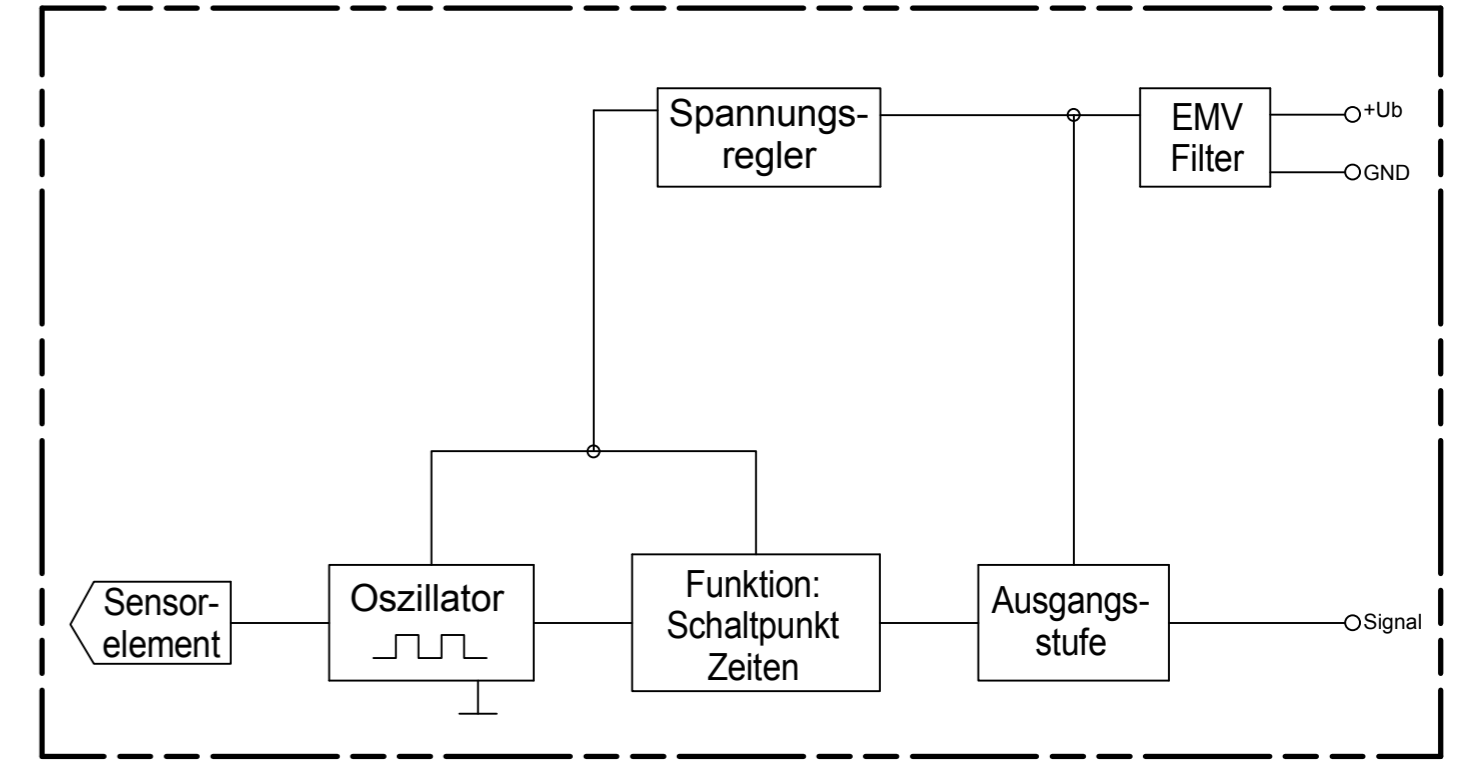 Spannungs-
regler
EMV
Filter
+Ub
GND
Sensor-
element
Oszillator
Funktion:
Schaltpunkt
Zeiten
Ausgangs-
stufe
Signal